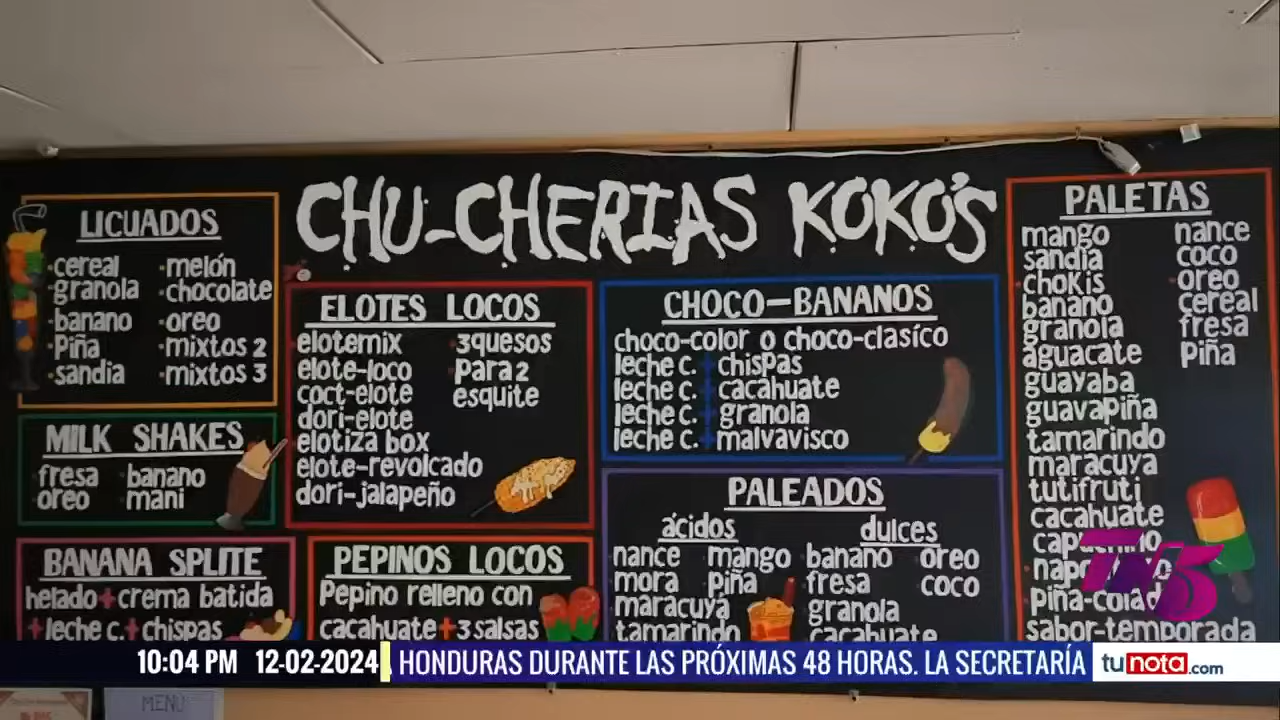 CHU-CHERIAS KOKO'S
LICUADOS
·cereal ·melón
·granola ·chocolate
·banano ·oreo
·Piña ·mixtos 2
·sandia ·mixtos 3
MILK SHAKES
fresa banano
oreo mani
BANANA SPLITE
helado+crema batida
+leche c.+chispas
ELOTES LOCOS
elotemix 3quesos
elote-loco Para 2
coct-elote esquite
dori-elote
elotiza box
elote-revolcado
dori-jalapeño
PEPINOS LOCOS
Pepino relleno con
cacahuate+3salsas
CHOCO-BANANOS
choco-color o choco-clasíco
leche c. + chispas
leche c. + cacahuate
leche c. + granola
leche c. + malvavisco
PALEADOS
ácidos dulces
nance mango banano oreo
mora piña fresa coco
maracuya granola
tamarindo cacahuate
PALETAS
mango nance
sandia coco
chokis oreo
banano cereal
granola fresa
aguacate piña
guayaba
guavapiña
tamarindo
maracuya
tutifruti
cacahuate
piña-colada
sabor-temporada
10:04 PM 12-02-2024 HONDURAS DURANTE LAS PRÓXIMAS 48 HORAS. LA SECRETARÍA tunota.com
MENU